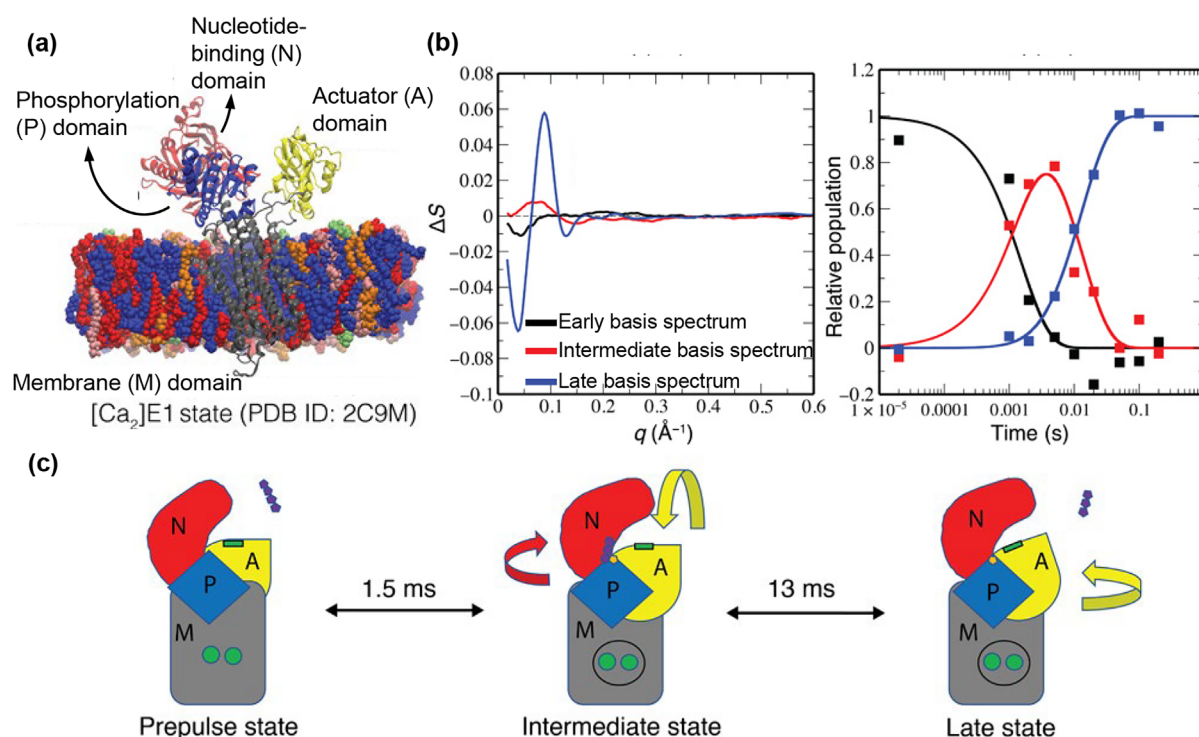 (a)
Nucleotide-
binding (N)
domain
Phosphorylation
(P) domain
Actuator (A)
domain
Membrane (M) domain
[Ca₂]E1 state (PDB ID: 2C9M)
(b)
0.08
0.06
0.04
0.02
0
−0.02
−0.04
−0.06
−0.08
−0.1
ΔS
Early basis spectrum
Intermediate basis spectrum
Late basis spectrum
0 0.1 0.2 0.3 0.4 0.5 0.6
q (Å⁻¹)
1.2
1
0.8
0.6
0.4
0.2
0
−0.2
Relative population
1 × 10⁻⁵ 0.0001 0.001 0.01 0.1
Time (s)
(c)
N
A
P
M
Prepulse state
1.5 ms
N
A
P
M
Intermediate state
13 ms
N
A
P
M
Late state